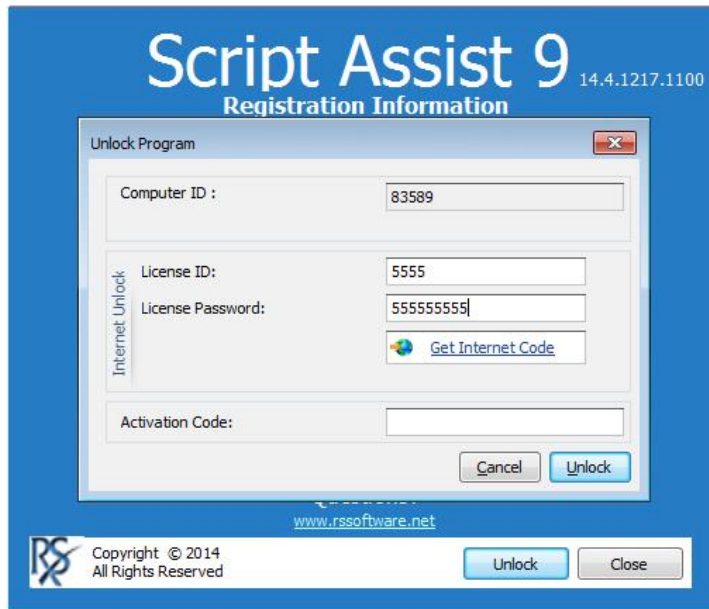 Script Assist 9 14.4.1217.1100
Registration Information
Unlock Program
Computer ID :
83589
Internet Unlock
License ID:
5555
License Password:
555555555
Get Internet Code
Activation Code:
Cancel
Unlock
www.rssoftware.net
RSR
Copyright © 2014
All Rights Reserved
Unlock
Close